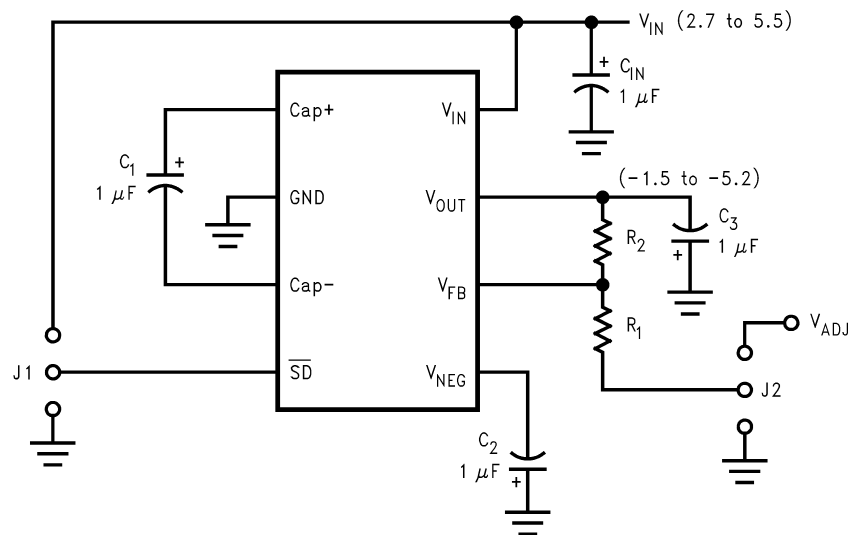 V_IN (2.7 to 5.5)
+ C_IN
1 μF
Cap+
V_IN
C_1 +
1 μF
(−1.5 to −5.2)
GND
V_OUT
R_2
C_3
+ 1 μF
Cap−
V_FB
R_1
V_ADJ
J1
S̅D̅
V_NEG
J2
C_2
1 μF
+